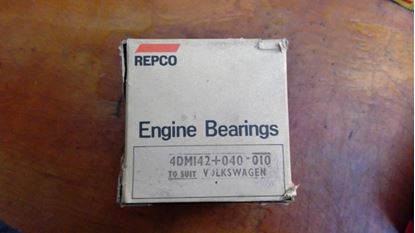 REPCO
Engine Bearings
4DM142+040-010
TO SUIT VOLKSWAGEN